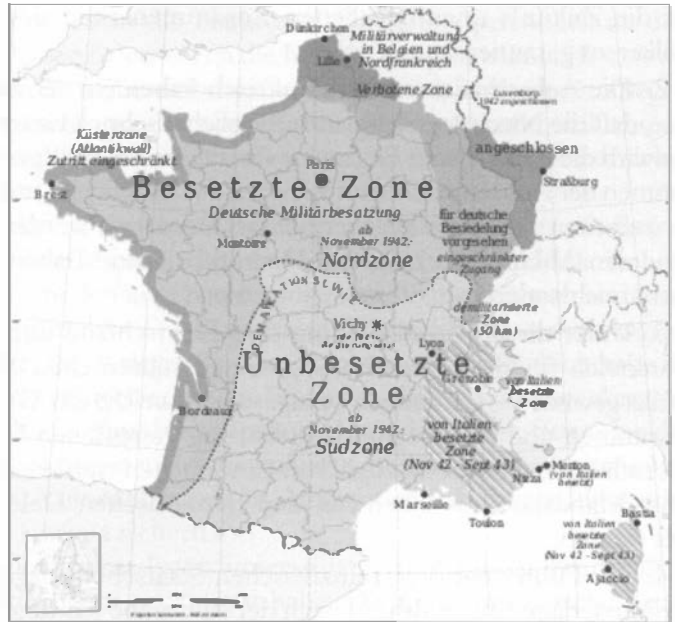 Dünkirchen
Militärverwaltung
in Belgien und
Nordfrankreich
Lille
Verbotene Zone
Luxemburg
1942 angeschlossen
Küstenzone
(Atlantikwall)
Zutritt eingeschränkt
angeschlossen
Brest
Paris
Straßburg
Besetzte Zone
Deutsche Militärbesatzung
Montoire
ab
November 1942:
Nordzone
für deutsche
Besiedelung
vorgesehen
eingeschränkter
Zugang
DEMARKATIONSLINIE
demilitarisierte
Zone
(50 km)
Vichy
Lyon
Unbesetzte
Zone
Grenoble
von Italien
besetzte
Zone
Bordeaux
ab
November 1942:
Südzone
von Italien
besetzte
Zone
(Nov 42 - Sept 43)
Nizza
Menton
(von Italien
besetzt)
Marseille
Toulon
Bastia
von Italien
besetzte
Zone
(Nov 42 - Sept 43)
Ajaccio